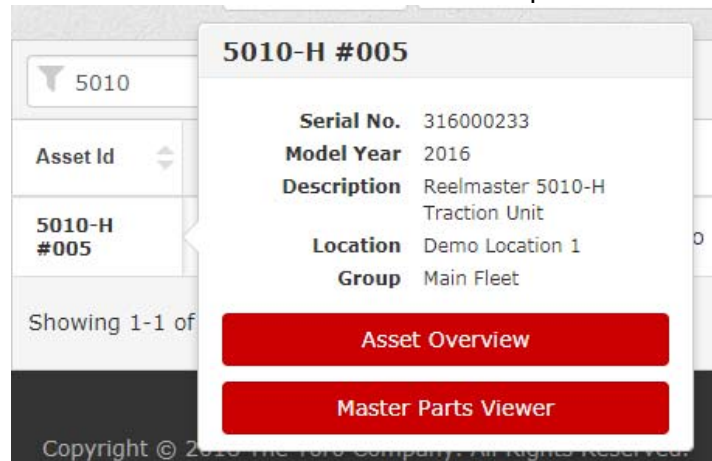 5010-H #005
5010
Serial No. 316000233
Asset Id
Model Year 2016
Description Reelmaster 5010-H
Traction Unit
5010-H
#005
Location Demo Location 1
Group Main Fleet
Showing 1-1 of
Asset Overview
Master Parts Viewer
Copyright ©